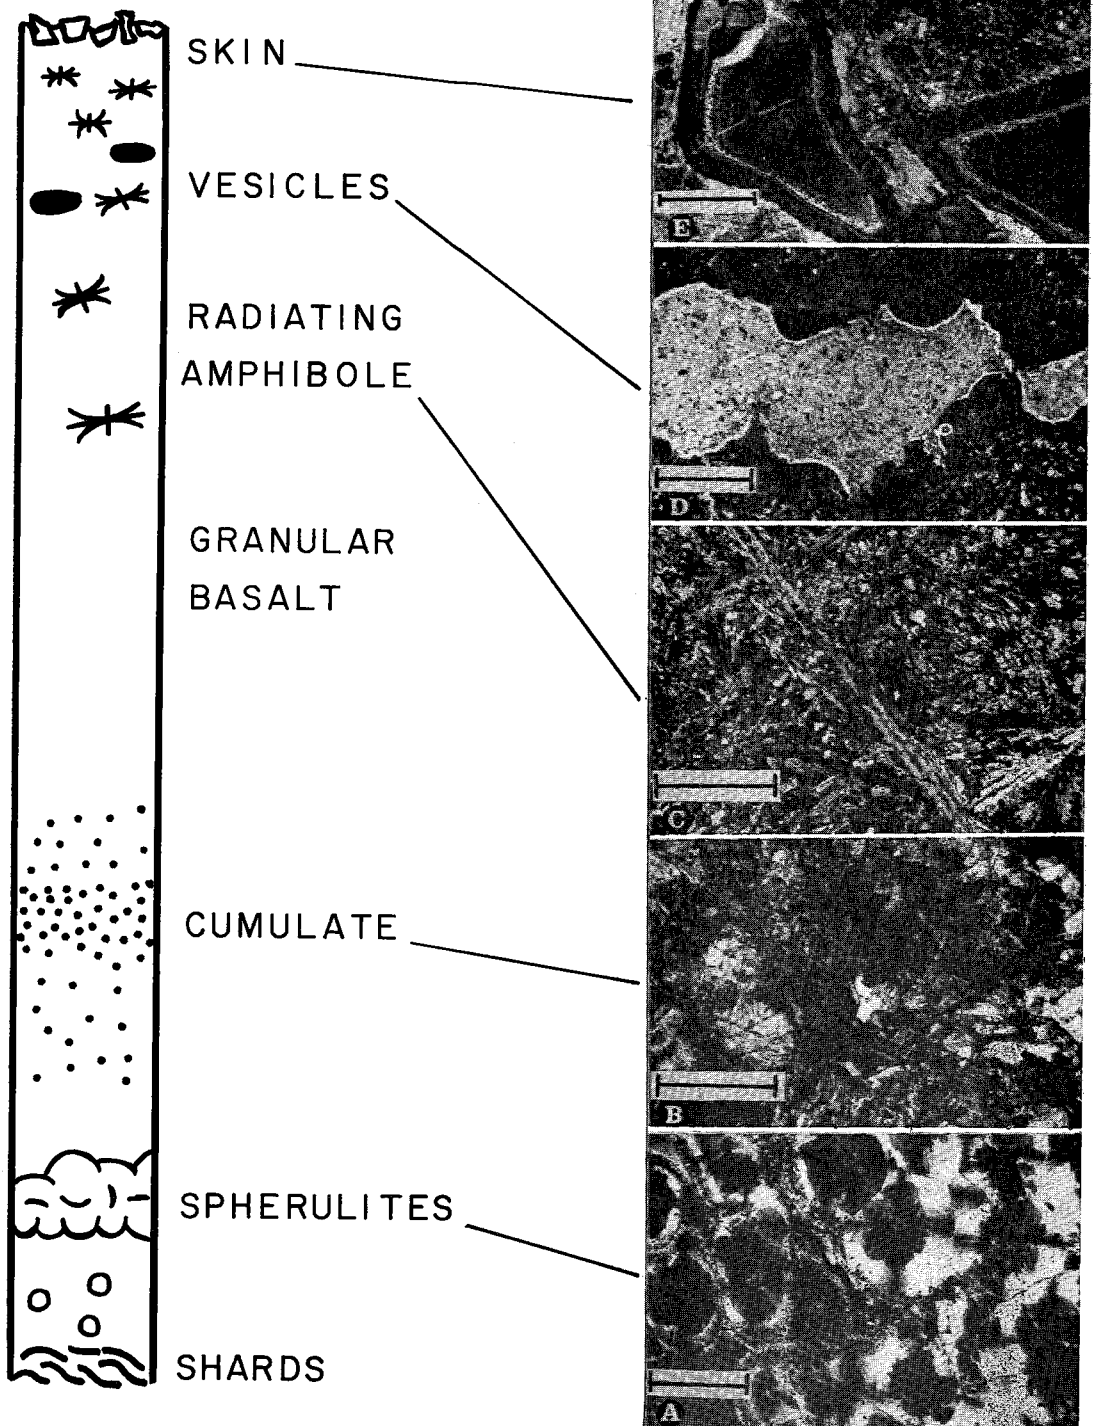 SKIN
E
VESICLES
RADIATING
AMPHIBOLE
D
GRANULAR
BASALT
C
CUMULATE
B
SPHERULITES
SHARDS
A